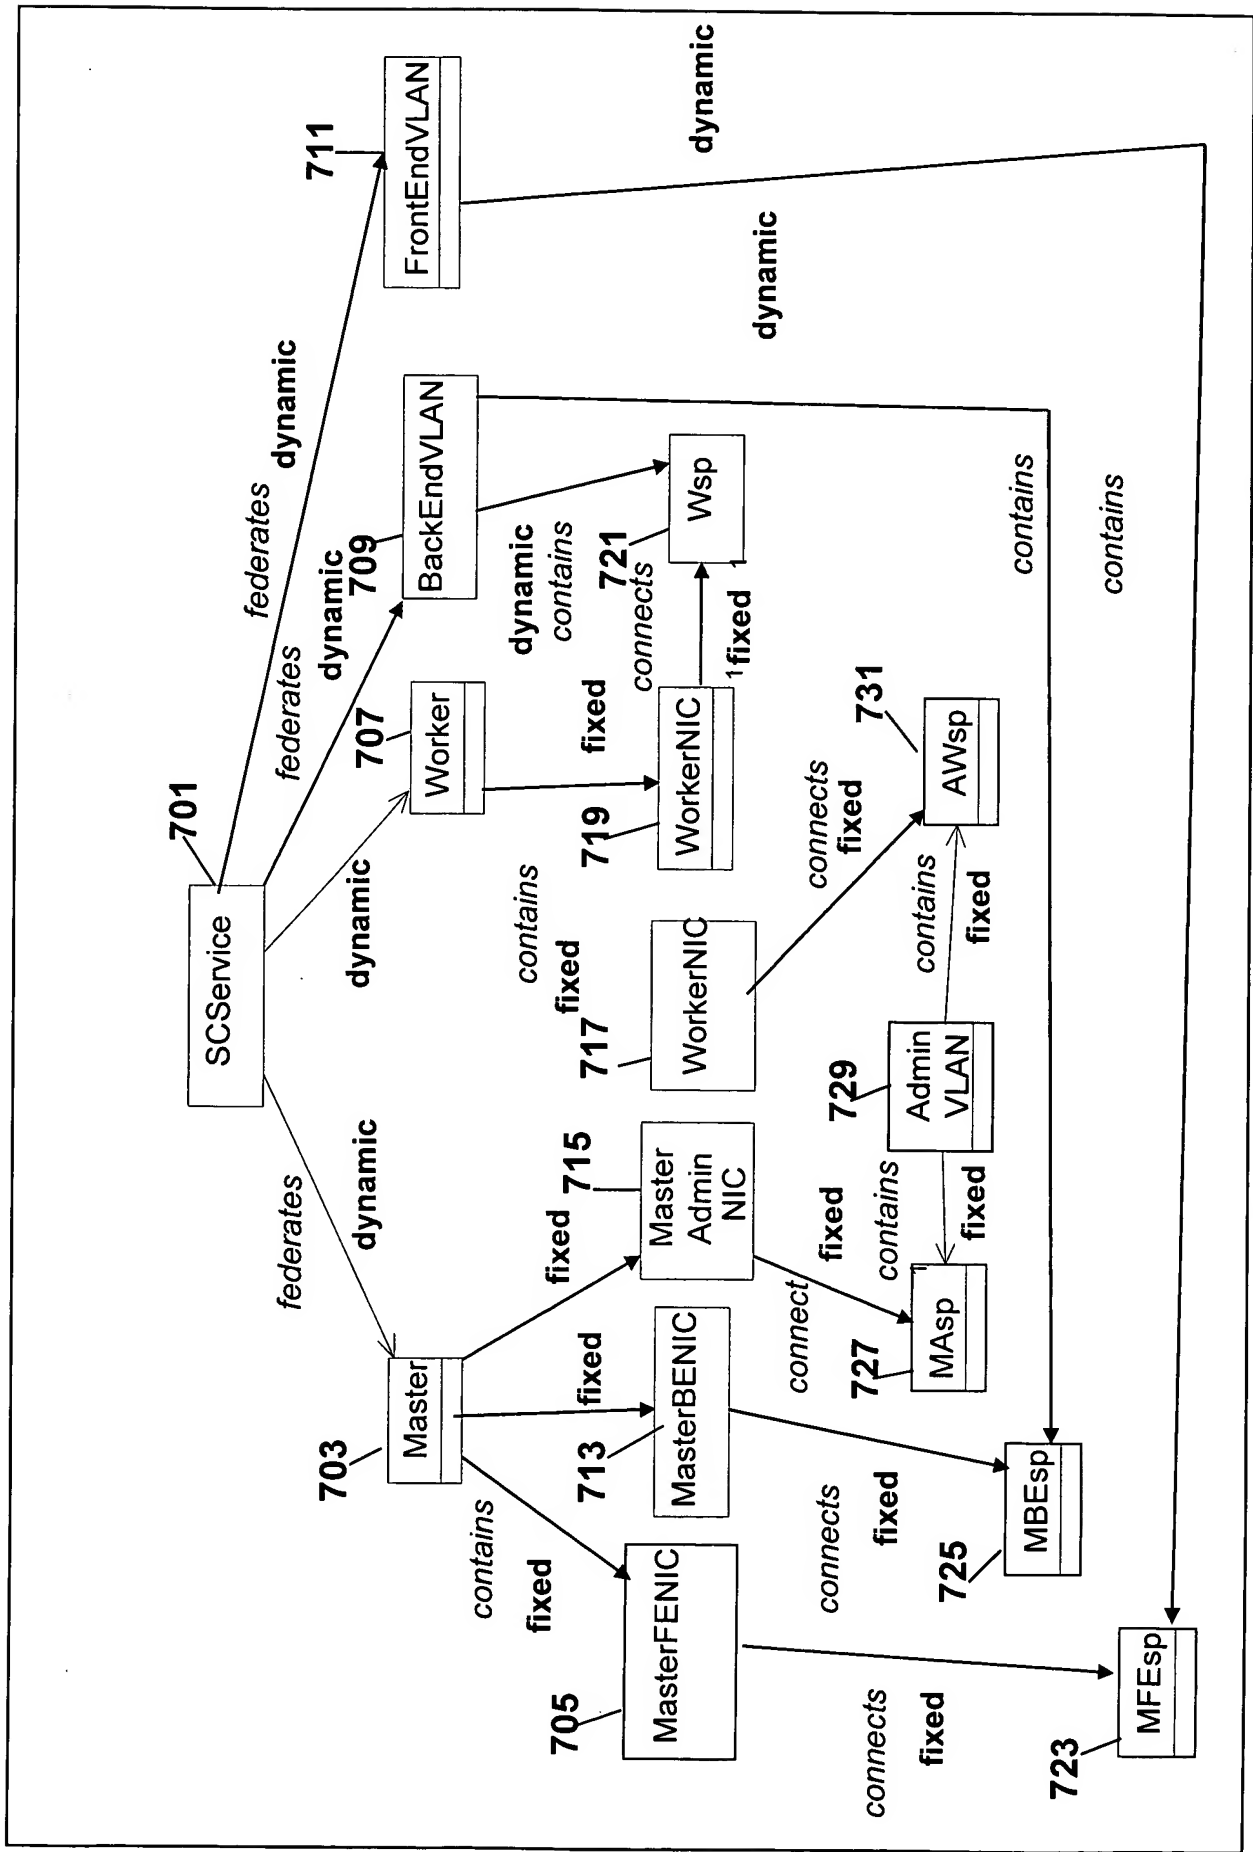 701
SCService
federates
dynamic
federates
dynamic
federates
dynamic
dynamic
703
Master
707
Worker
709
BackEndVLAN
711
FrontEndVLAN
contains
fixed
fixed
fixed
contains
fixed
fixed
dynamic
contains
dynamic
dynamic
705
MasterFENIC
713
MasterBENIC
715
Master
Admin
NIC
717
WorkerNIC
719
WorkerNIC
connects
1
fixed
1
721
Wsp
connects
fixed
connects
fixed
connect
fixed
connects
fixed
727
MAsp
contains
fixed
729
Admin
VLAN
contains
fixed
731
AWsp
725
MBEsp
contains
723
MFEsp
contains